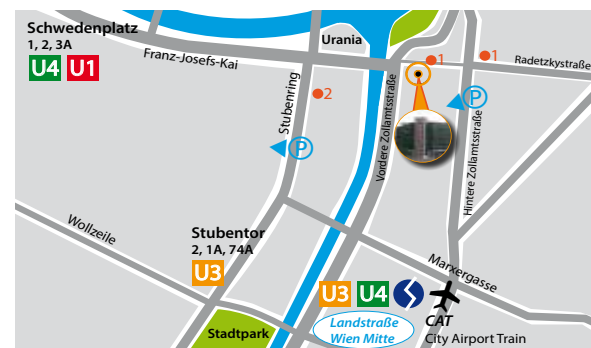 Schwedenplatz
1, 2, 3A
U4 U1
Franz-Josefs-Kai
Urania
1
1
Radetzkystraße
Stubenring
2
P
P
Vordere Zollamtsstraße
Hintere Zollamtsstraße
Wollzeile
Stubentor
2, 1A, 74A
U3
Marxergasse
U3 U4
CAT
City Airport Train
Landstraße
Wien Mitte
Stadtpark